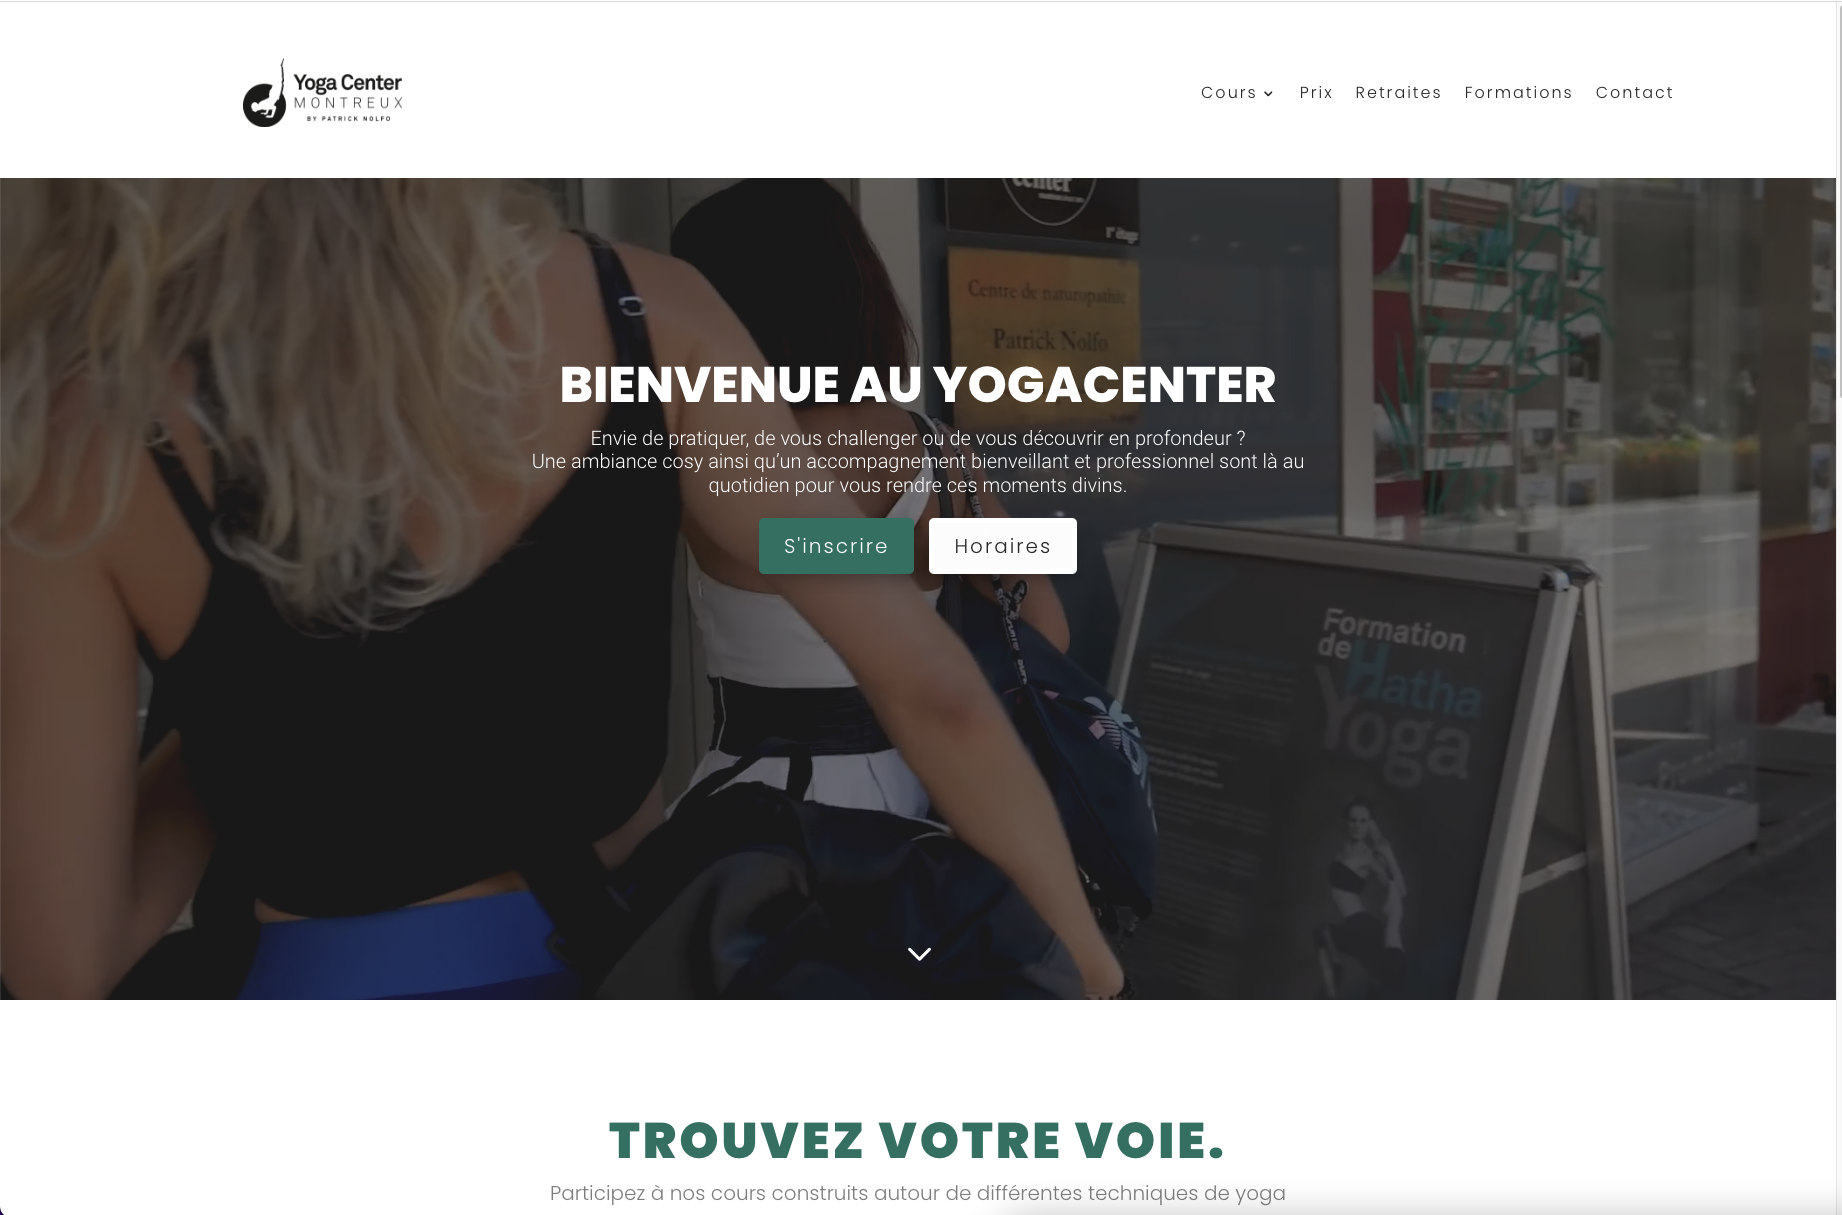 Yoga Center
MONTREUX
BY PATRICK NOLFO
Cours
Prix
Retraites
Formations
Contact
center
1er étage
Centre de naturopathie
Patrick Nolfo
BIENVENUE AU YOGACENTER
Envie de pratiquer, de vous challenger ou de vous découvrir en profondeur ?
Une ambiance cosy ainsi qu’un accompagnement bienveillant et professionnel sont là au
quotidien pour vous rendre ces moments divins.
S'inscrire
Horaires
Formation
de Hatha
Yoga
TROUVEZ VOTRE VOIE.
Participez à nos cours construits autour de différentes techniques de yoga